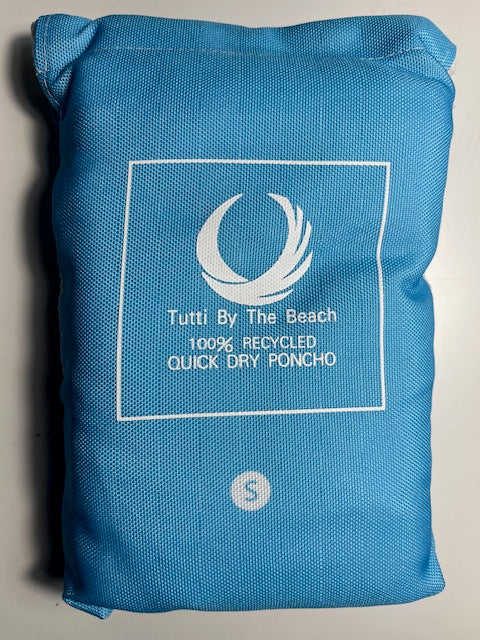 Tutti By The Beach
100% RECYCLED
QUICK DRY PONCHO
S